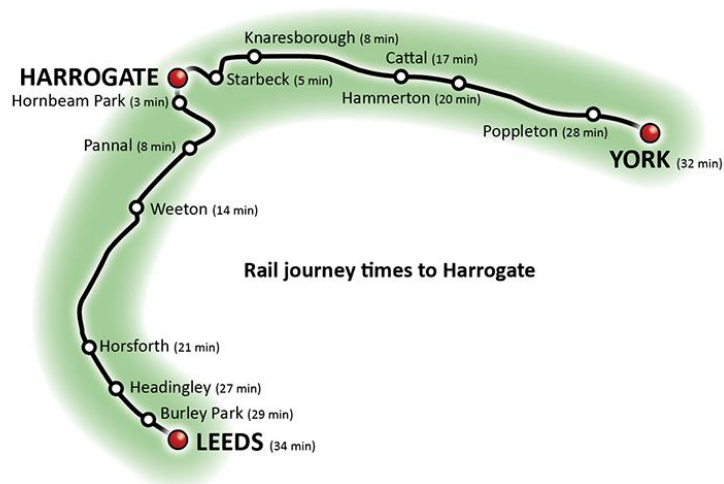 Knaresborough (8 min)
Cattal (17 min)
HARROGATE
Starbeck (5 min)
Hornbeam Park (3 min)
Hammerton (20 min)
Poppleton (28 min)
Pannal (8 min)
YORK (32 min)
Weeton (14 min)
Rail journey times to Harrogate
Horsforth (21 min)
Headingley (27 min)
Burley Park (29 min)
LEEDS (34 min)